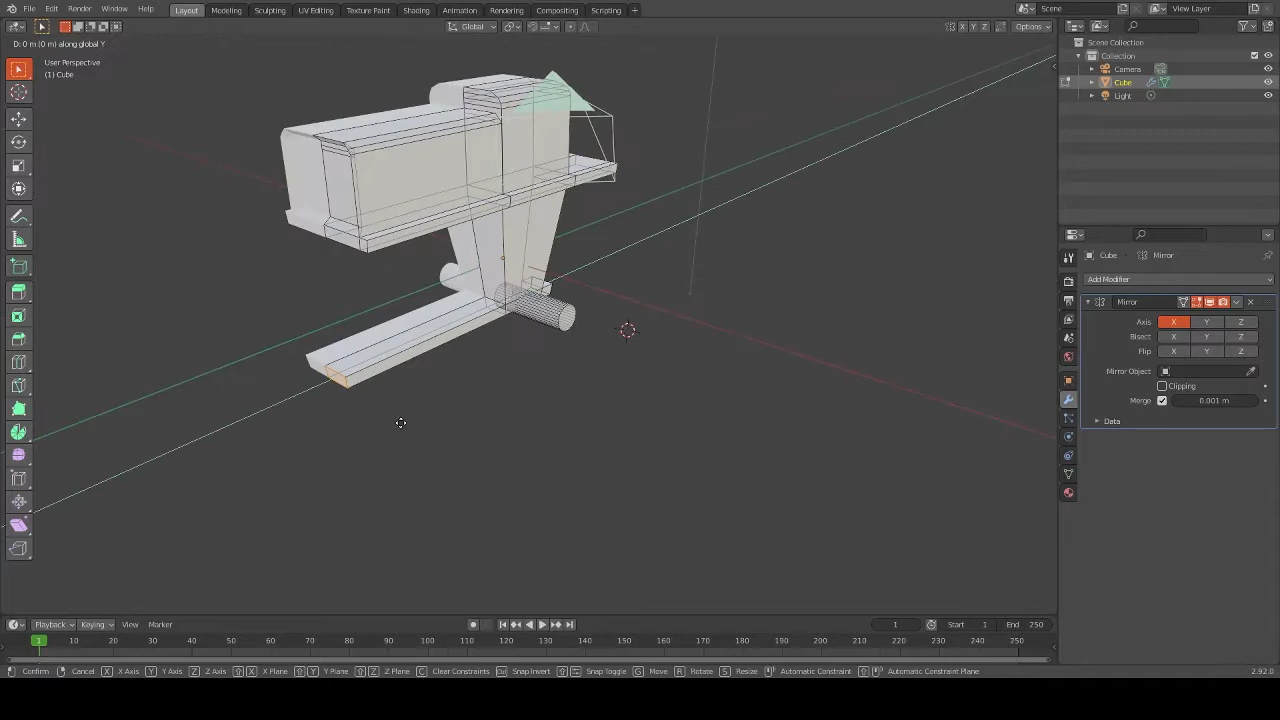 File Edit Render Window Help Layout Modeling Sculpting UV Editing Texture Paint Shading Animation Rendering Compositing Scripting + Scene View Layer
Global Options
D: 0 m (0 m) along global Y
Scene Collection
Collection
User Perspective
(1) Cube
Camera
Cube
Light
Cube Mirror
Add Modifier
Mirror
Axis X Y Z
Bisect X Y Z
Flip X Y Z
Mirror Object
Clipping
Merge 0.001 m
Data
Playback Keying View Marker 1 Start 1 End 250
1 10 20 30 40 50 60 70 80 90 100 110 120 130 140 150 160 170 180 190 200 210 220 230 240 250
Confirm Cancel X X Axis Y Y Axis Z Z Axis X X Plane Y Y Plane Z Z Plane C Clear Constraints Snap Invert Snap Toggle G Move R Rotate S Resize Automatic Constraint Automatic Constraint Plane 2.92.0